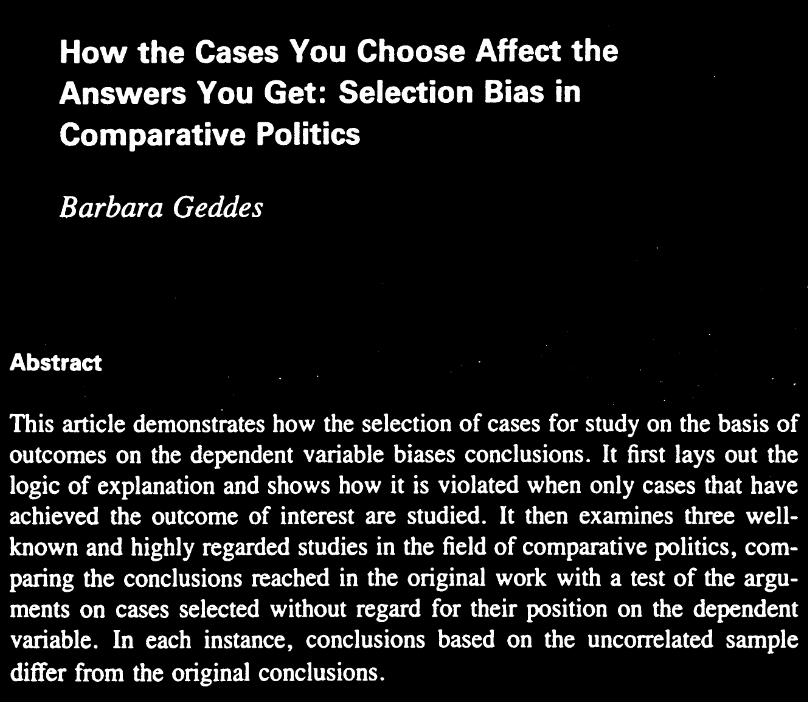 How the Cases You Choose Affect the
Answers You Get: Selection Bias in
Comparative Politics
Barbara Geddes
Abstract
This article demonstrates how the selection of cases for study on the basis of
outcomes on the dependent variable biases conclusions. It first lays out the
logic of explanation and shows how it is violated when only cases that have
achieved the outcome of interest are studied. It then examines three well-
known and highly regarded studies in the field of comparative politics, com-
paring the conclusions reached in the original work with a test of the argu-
ments on cases selected without regard for their position on the dependent
variable. In each instance, conclusions based on the uncorrelated sample
differ from the original conclusions.